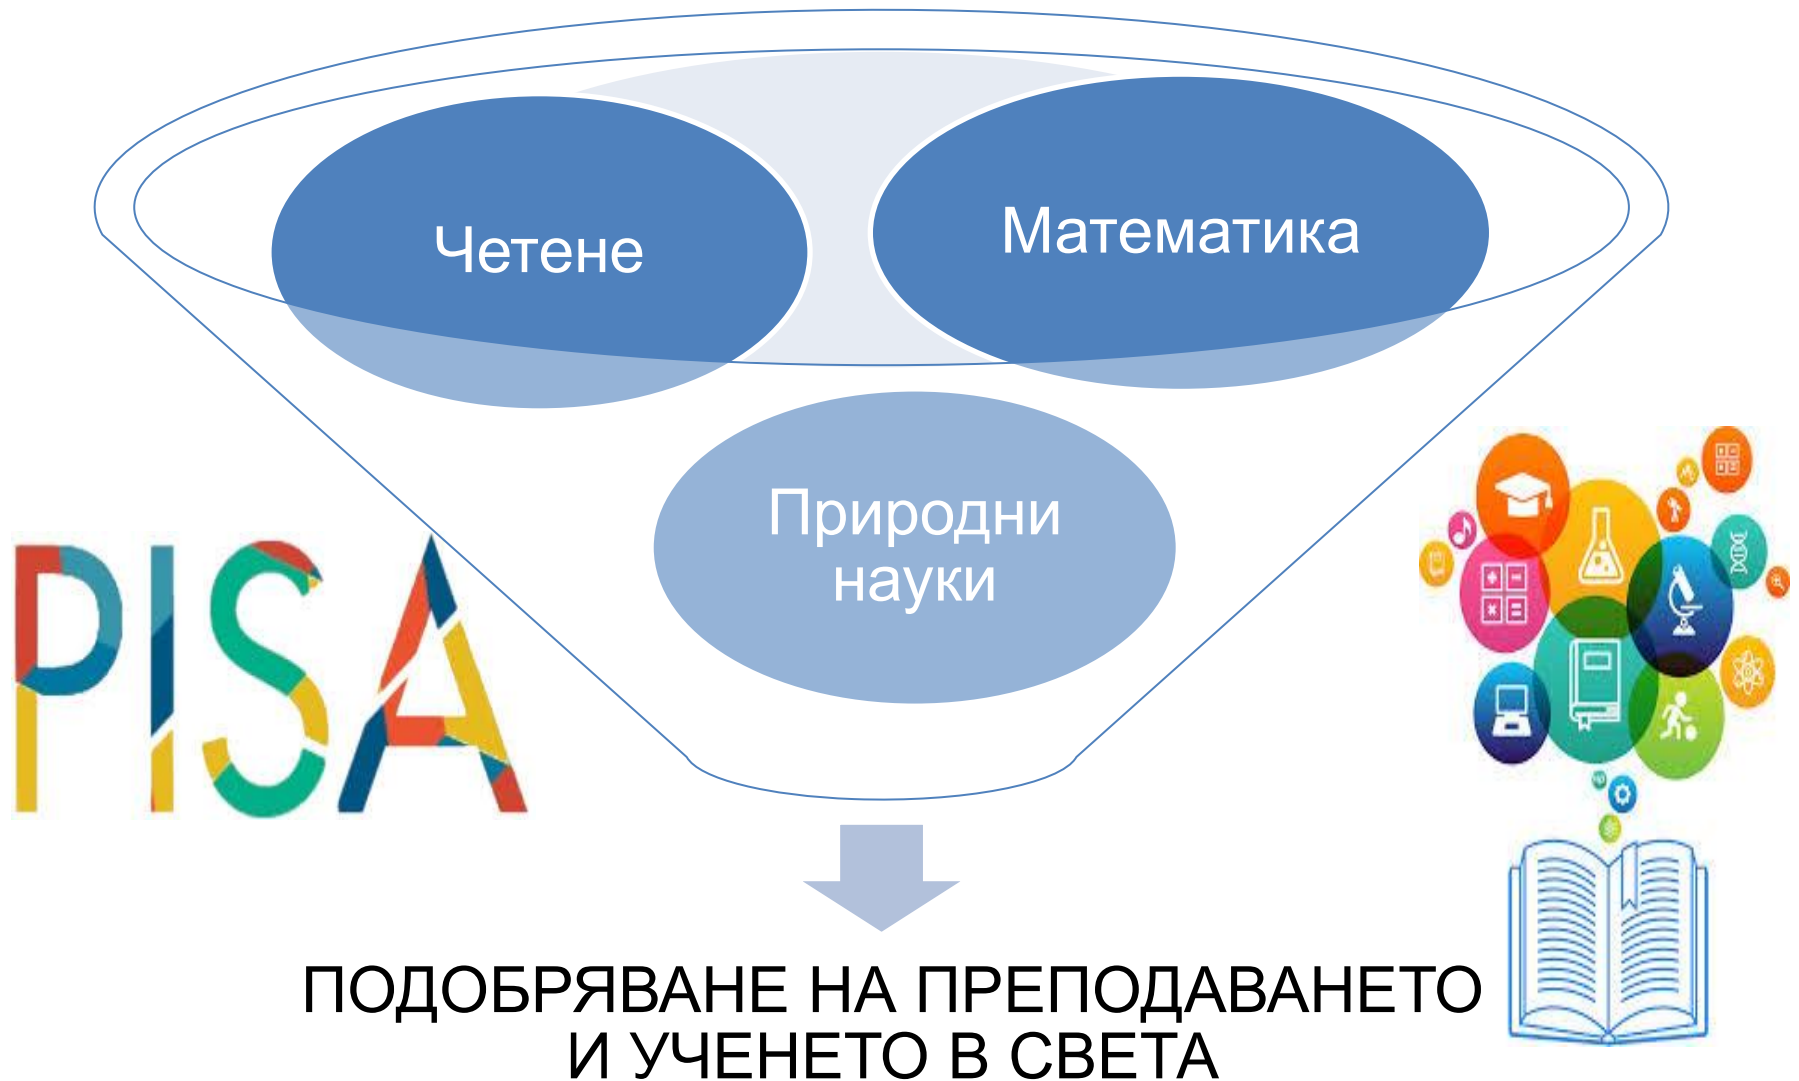 Четене
Математика
Природни
науки
PISA
ПОДОБРЯВАНЕ НА ПРЕПОДАВАНЕТО
И УЧЕНЕТО В СВЕТА